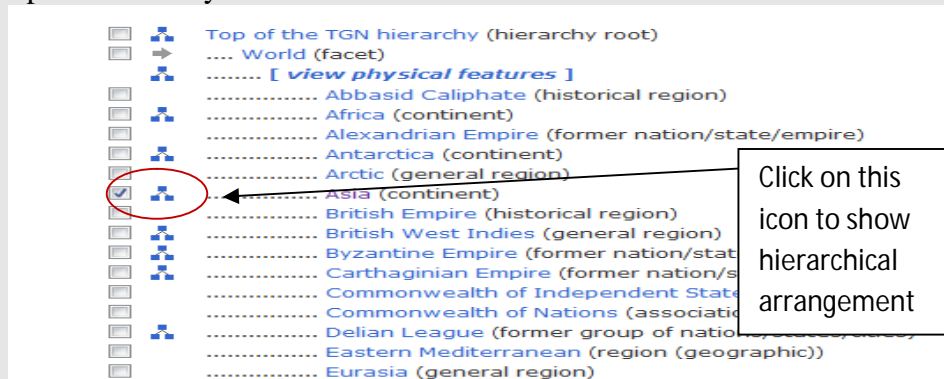 Top of the TGN hierarchy (hierarchy root)
.... World (facet)
........ [ view physical features ]
............... Abbasid Caliphate (historical region)
............... Africa (continent)
............... Alexandrian Empire (former nation/state/empire)
............... Antarctica (continent)
............... Arctic (general region)
............... Asia (continent)
............... British Empire (historical region)
............... British West Indies (general region)
............... Byzantine Empire (former nation/stat
............... Carthaginian Empire (former nation/s
............... Commonwealth of Independent State
............... Commonwealth of Nations (associatio
............... Delian League (former group of nations/states/cities)
............... Eastern Mediterranean (region (geographic))
............... Eurasia (general region)
Click on this
icon to show
hierarchical
arrangement